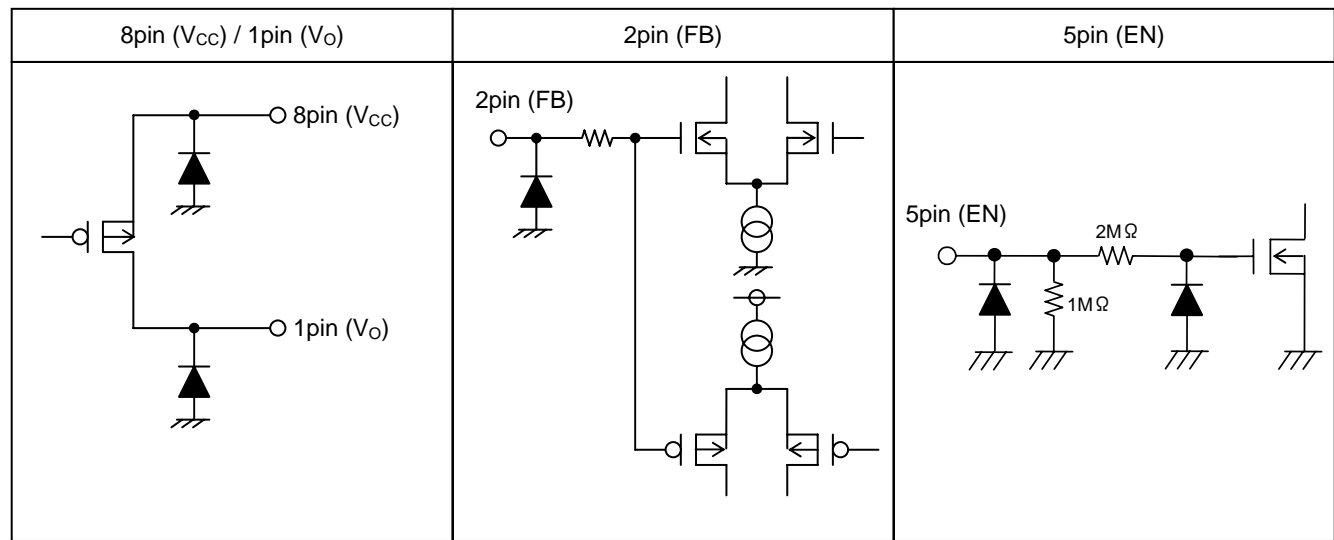 8pin (VCC) / 1pin (VO)
2pin (FB)
5pin (EN)
8pin (VCC)
1pin (VO)
2pin (FB)
5pin (EN)
2MΩ
1MΩ